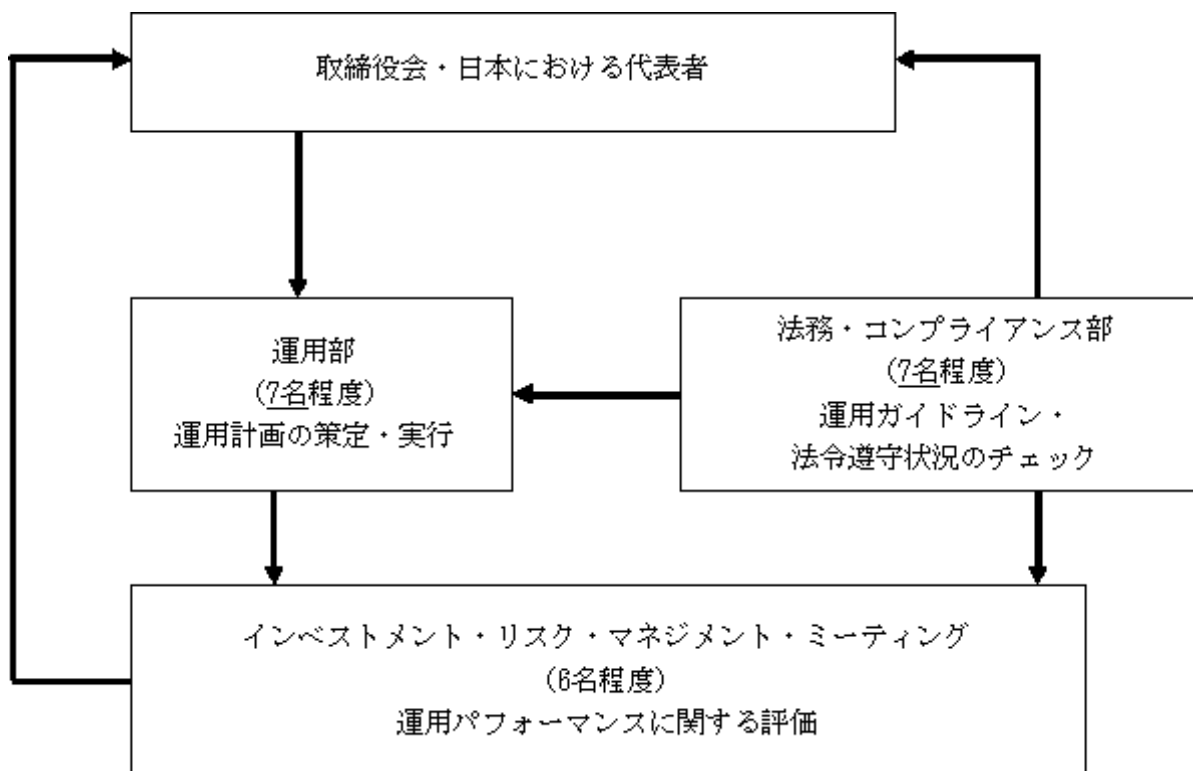 取締役会・日本における代表者
運用部
（7名程度）
運用計画の策定・実行
法務・コンプライアンス部
（7名程度）
運用ガイドライン・
法令遵守状況のチェック
インベストメント・リスク・マネジメント・ミーティング
（6名程度）
運用パフォーマンスに関する評価